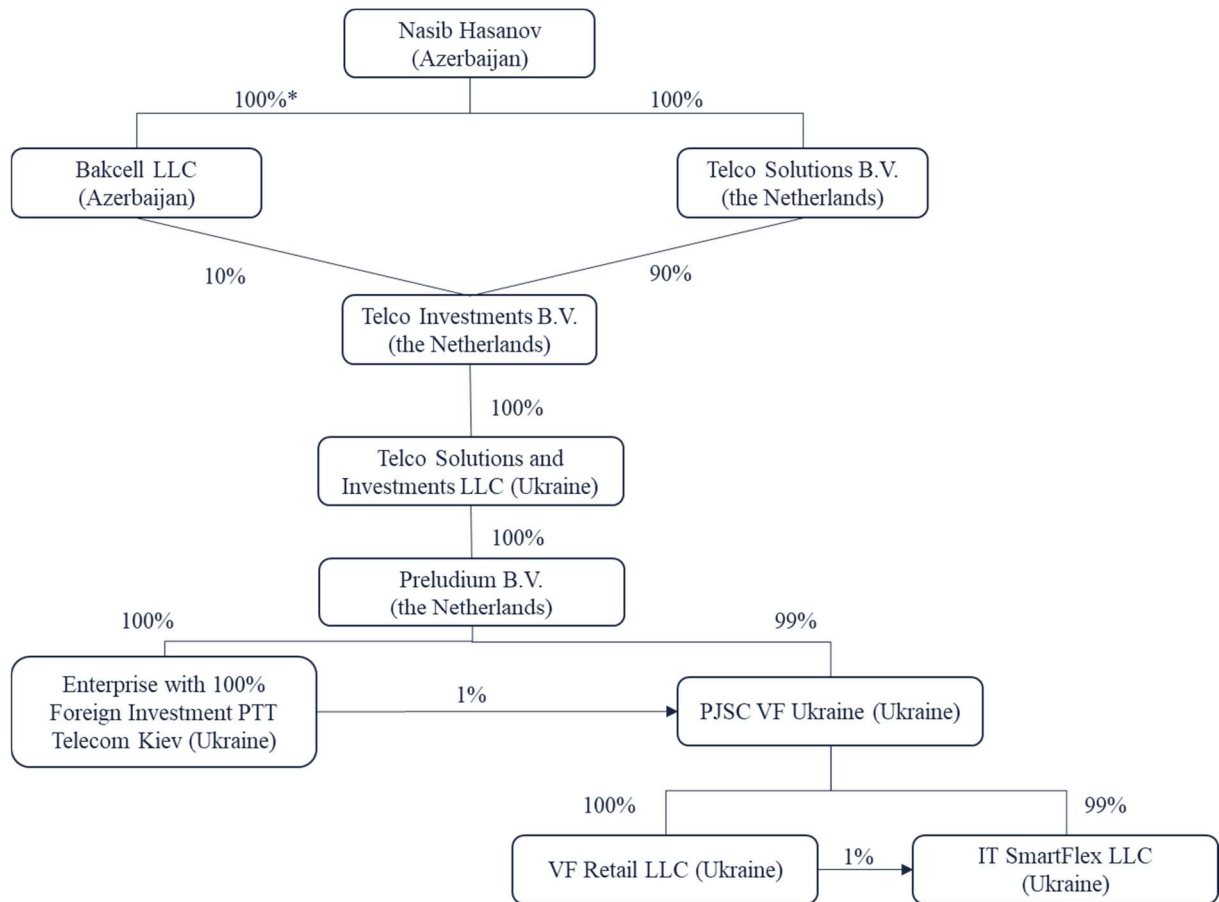 Nasib Hasanov
(Azerbaijan)
100%*
100%
Bakcell LLC
(Azerbaijan)
Telco Solutions B.V.
(the Netherlands)
10%
90%
Telco Investments B.V.
(the Netherlands)
100%
Telco Solutions and
Investments LLC (Ukraine)
100%
Preludium B.V.
(the Netherlands)
100%
99%
Enterprise with 100%
Foreign Investment PTT
Telecom Kiev (Ukraine)
1%
PJSC VF Ukraine (Ukraine)
100%
99%
VF Retail LLC (Ukraine)
1%
IT SmartFlex LLC
(Ukraine)